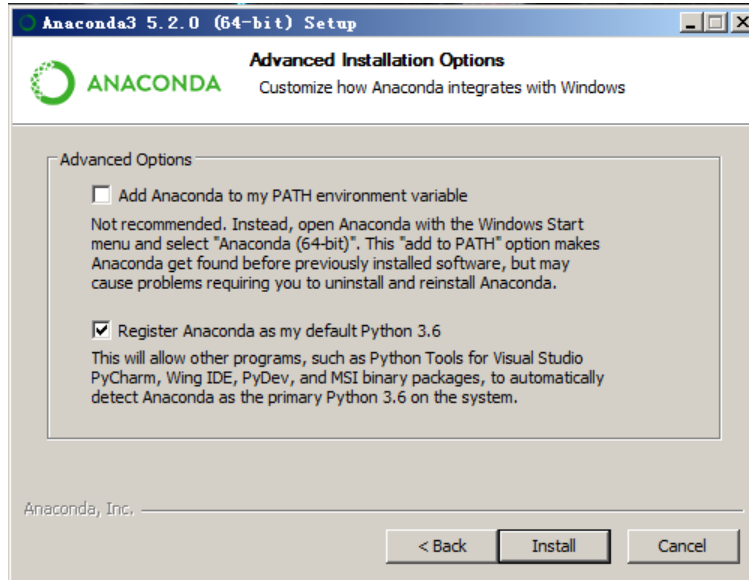 Anaconda3 5.2.0 (64-bit) Setup
ANACONDA
Advanced Installation Options
Customize how Anaconda integrates with Windows
Advanced Options
Add Anaconda to my PATH environment variable
Not recommended. Instead, open Anaconda with the Windows Start
menu and select "Anaconda (64-bit)". This "add to PATH" option makes
Anaconda get found before previously installed software, but may
cause problems requiring you to uninstall and reinstall Anaconda.
Register Anaconda as my default Python 3.6
This will allow other programs, such as Python Tools for Visual Studio
PyCharm, Wing IDE, PyDev, and MSI binary packages, to automatically
detect Anaconda as the primary Python 3.6 on the system.
Anaconda, Inc.
< Back Install Cancel